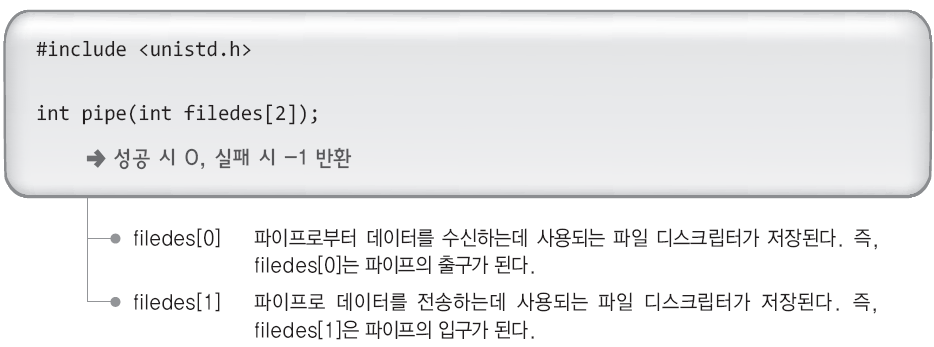 #include <unistd.h>
int pipe(int filedes[2]);
➔ 성공 시 0, 실패 시 -1 반환
filedes[0] 파이프로부터 데이터를 수신하는데 사용되는 파일 디스크립터가 저장된다. 즉,
filedes[0]는 파이프의 출구가 된다.
filedes[1] 파이프로 데이터를 전송하는데 사용되는 파일 디스크립터가 저장된다. 즉,
filedes[1]은 파이프의 입구가 된다.